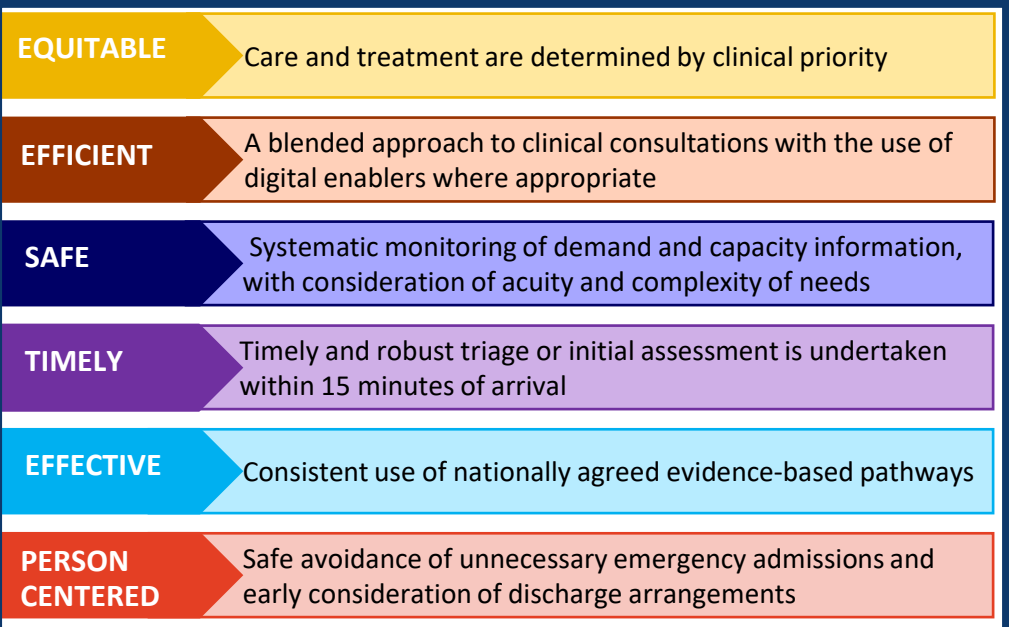 EQUITABLE
Care and treatment are determined by clinical priority
EFFICIENT
A blended approach to clinical consultations with the use of
digital enablers where appropriate
SAFE
Systematic monitoring of demand and capacity information,
with consideration of acuity and complexity of needs
TIMELY
Timely and robust triage or initial assessment is undertaken
within 15 minutes of arrival
EFFECTIVE
Consistent use of nationally agreed evidence-based pathways
PERSON
CENTERED
Safe avoidance of unnecessary emergency admissions and
early consideration of discharge arrangements